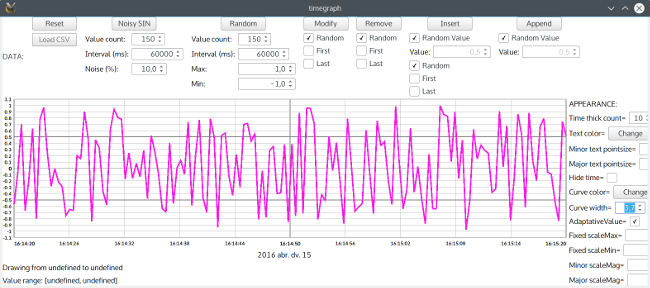 timegraph
Reset Noisy SIN Random Modify Remove Insert Append
Load CSV Value count= 150 Value count= 150 Random Random Random Value Random Value
DATA: Interval (ms): 60000 Interval (ms): 60000 First First Value: 0,5 Value: 0,5
Noise (%): 10,0 Max: 1,0 Last Last Random
Min: -1,0 First
Last
1.1
1
0.9
0.8
0.7
0.6
0.5
0.4
0.3
0.2
0.1
0
-0.1
-0.2
-0.3
-0.4
-0.5
-0.6
-0.7
-0.8
-0.9
-1
-1.1
16:14:20 16:14:26 16:14:32 16:14:38 16:14:44 16:14:50 16:14:56 16:15:02 16:15:08 16:15:14 16:15:20
2016 abr. dv. 15
APPEARANCE:
Time thick count= 10
Text color= Change
Minor text pointsize=
Major text pointsize=
Hide time=
Curve color= Change
Curve width= 3,7
AdaptativeValue=
Fixed scaleMax=
Fixed scaleMin=
Minor scaleMag=
Major scaleMag=
Drawing from undefined to undefined
Value range: [undefined, undefined]